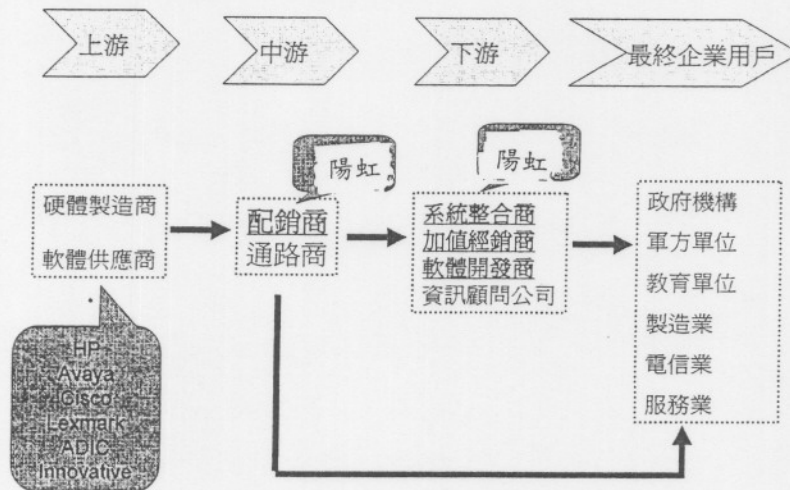 上游
中游
下游
最終企業用戶
陽虹
陽虹
硬體製造商
軟體供應商
配銷商
通路商
系統整合商
加值經銷商
軟體開發商
資訊顧問公司
政府機構
軍方單位
教育單位
製造業
電信業
服務業
HP
Avaya
Cisco
Lexmark
ADIC
Innovative